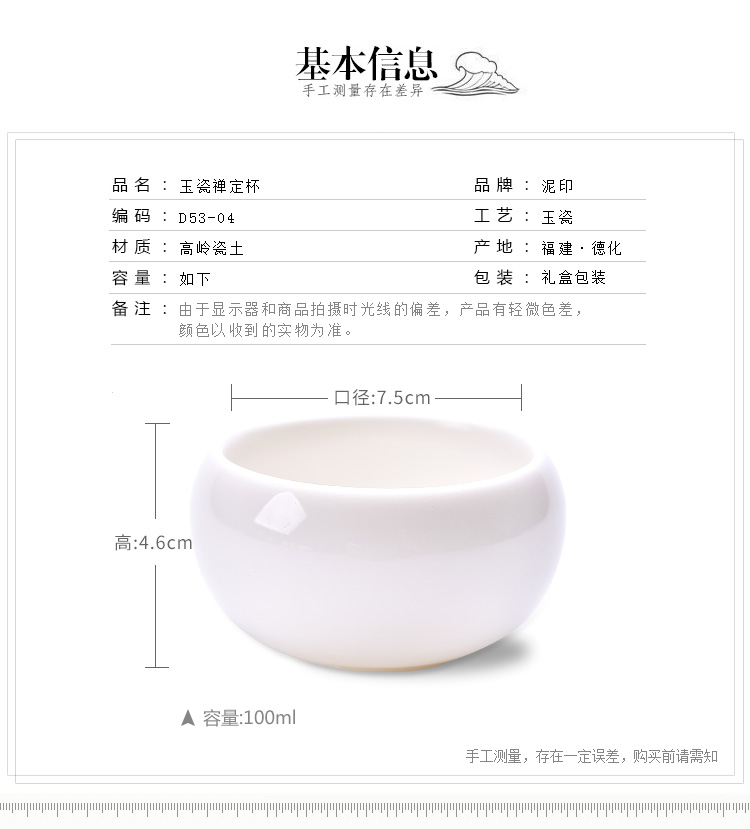 基本信息
手工测量存在差异
品名：玉瓷禅定杯 品牌：泥印
编码：D53-04 工艺：玉瓷
材质：高岭瓷土 产地：福建·德化
容量：如下 包装：礼盒包装
备注：由于显示器和商品拍摄时光线的偏差，产品有轻微色差，
颜色以收到的实物为准。
口径:7.5cm
高:4.6cm
容量:100ml
手工测量，存在一定误差，购买前请需知